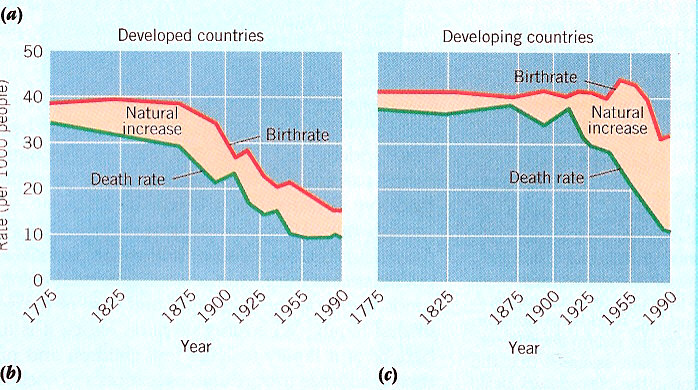 (a)
Developed countries
50
40
30
20
10
0
Rate (per 1000 people)
Natural
increase
Birthrate
Death rate
1775
1825
1875
1900
1925
1955
1990
Year
(b)
Developing countries
Birthrate
Natural
increase
Death rate
1775
1825
1875
1900
1925
1955
1990
Year
(c)